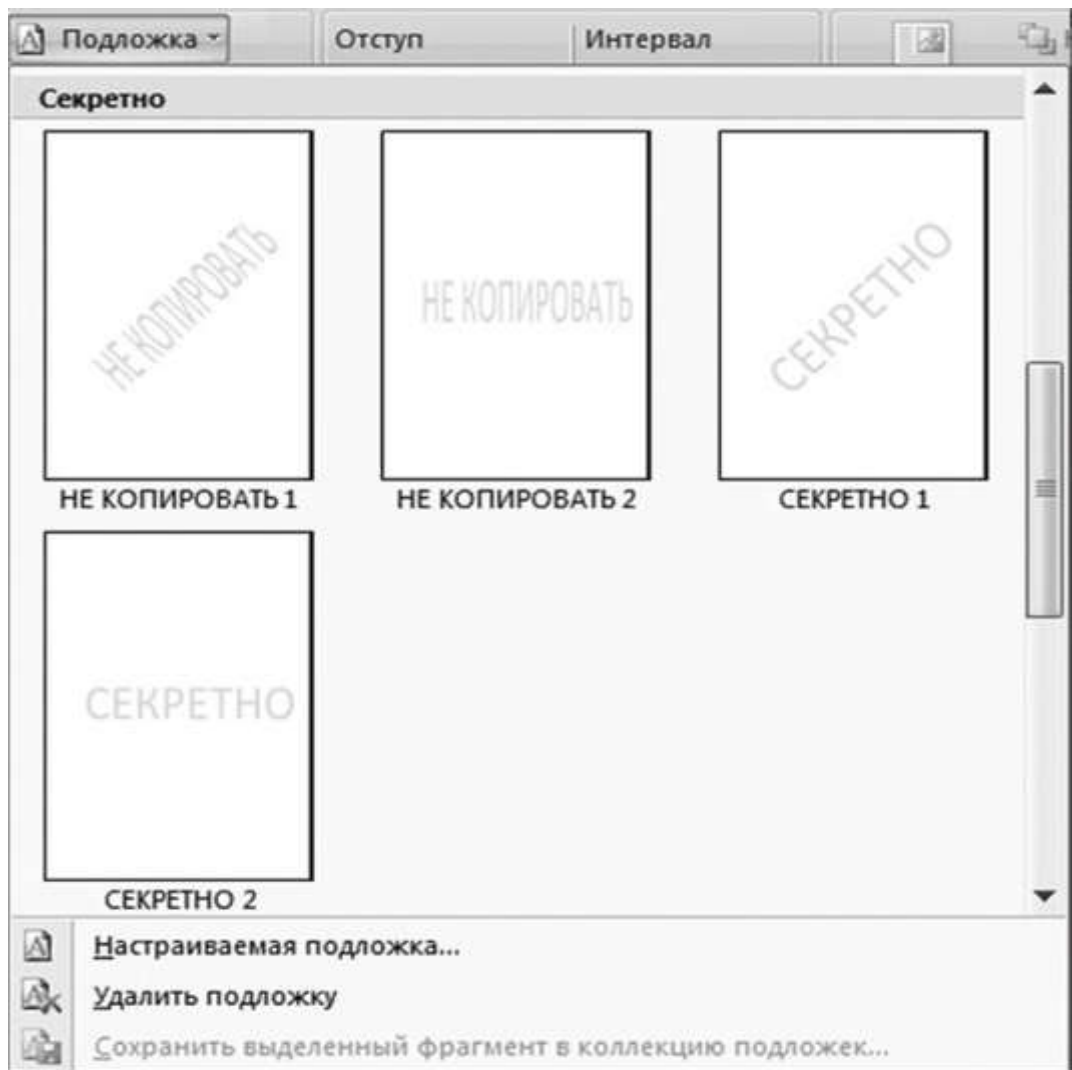 Подложка Отступ Интервал
Секретно
НЕ КОПИРОВАТЬ НЕ КОПИРОВАТЬ СЕКРЕТНО
НЕ КОПИРОВАТЬ 1 НЕ КОПИРОВАТЬ 2 СЕКРЕТНО 1
СЕКРЕТНО
СЕКРЕТНО 2
Настраиваемая подложка...
Удалить подложку
Сохранить выделенный фрагмент в коллекцию подложек...